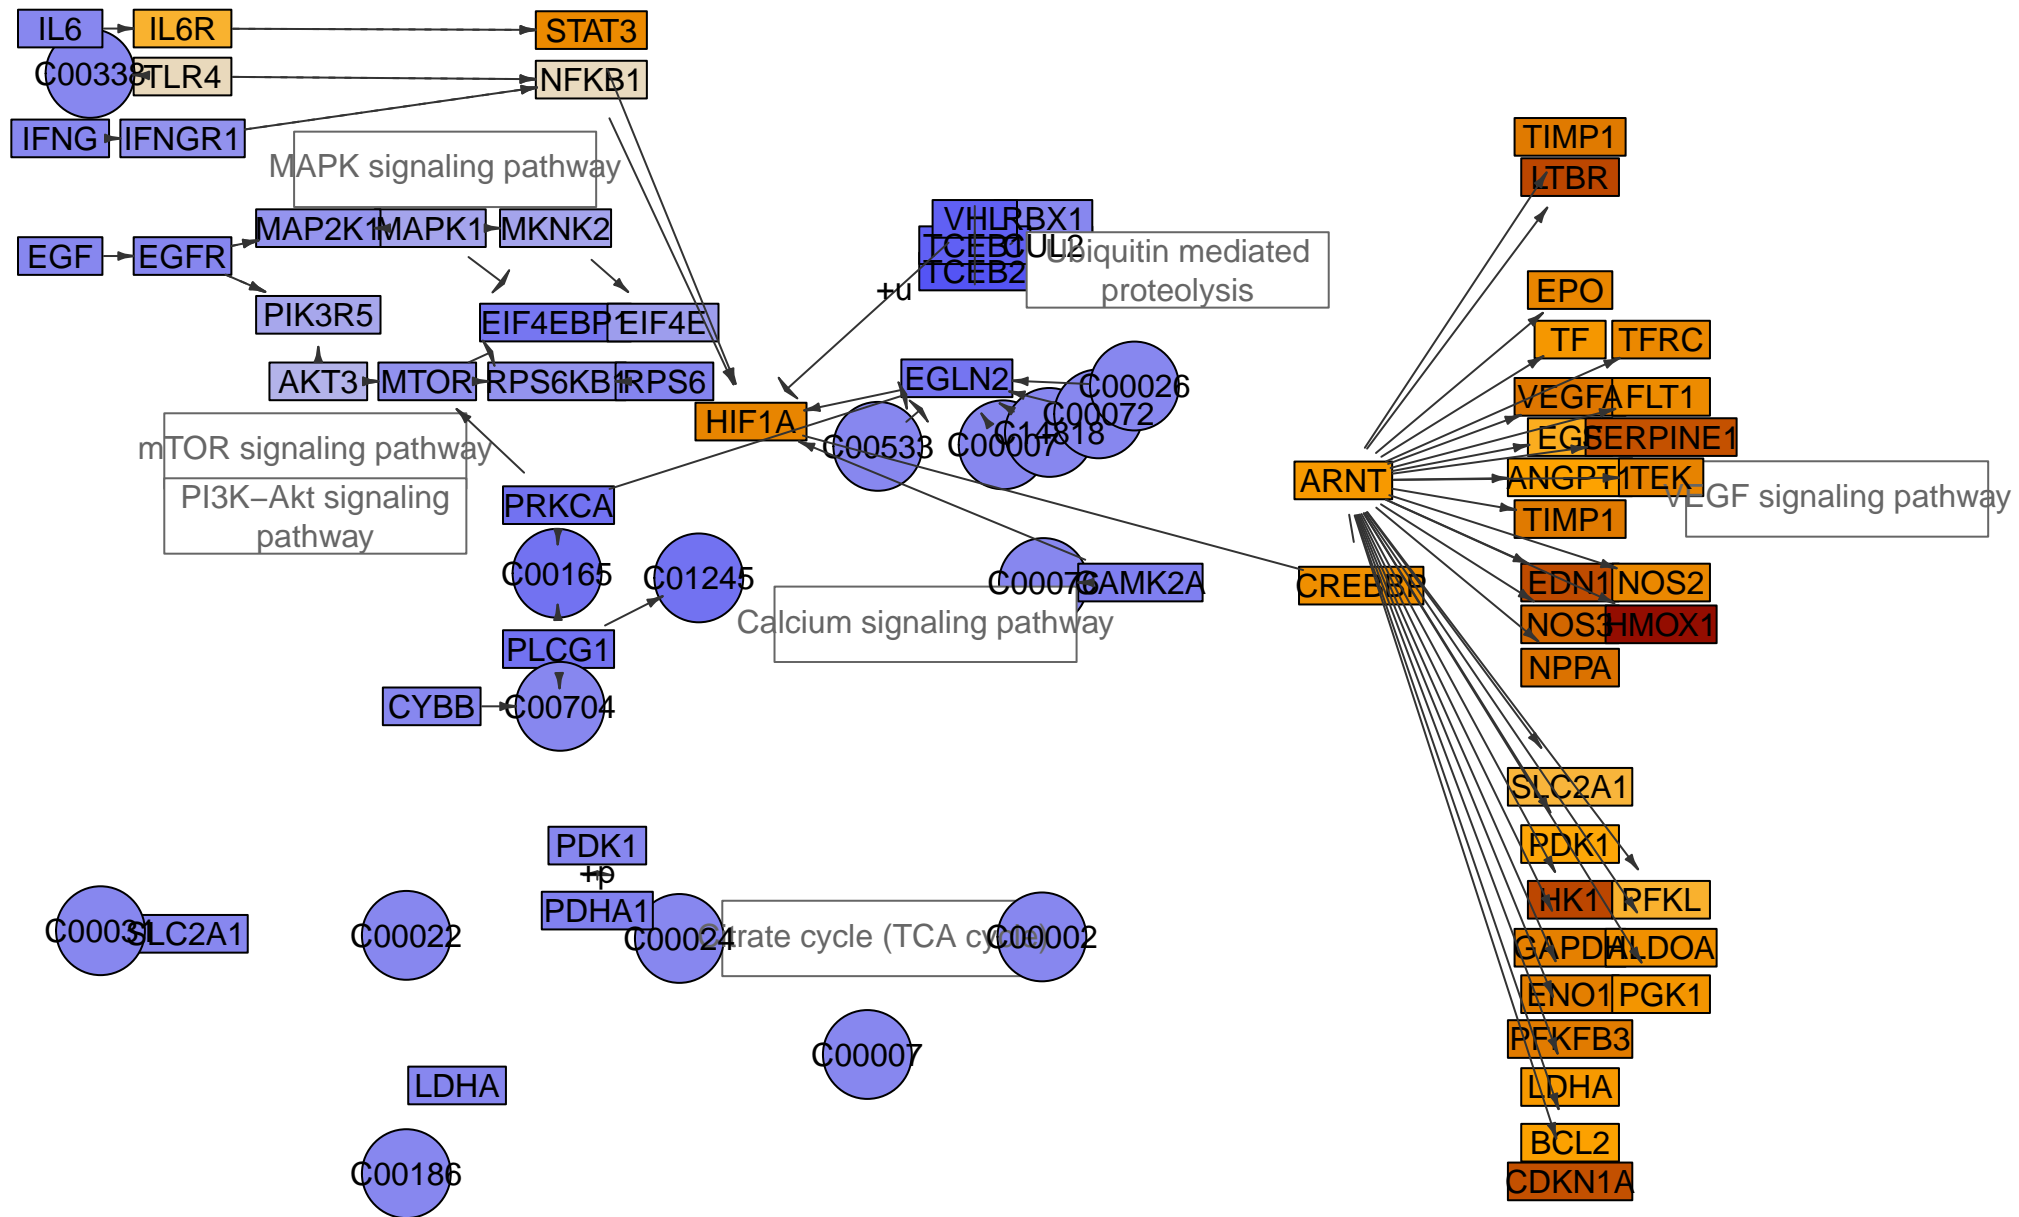 IL6
IL6R
STAT3
C00338
TLR4
NFKB1
IFNG
IFNGR1
MAPK signaling pathway
TIMP1
LTBR
MAP2K1
MAPK1
MKNK2
VHL
RBX1
EGF
EGFR
TCEB1
CUL2
Ubiquitin mediated
proteolysis
TCEB2
+u
PIK3R5
EIF4EBP1
EIF4E
EPO
TF
TFRC
AKT3
MTOR
RPS6KB1
RPS6
EGLN2
C00026
HIF1A
C00533
C00007
C14818
C00072
VEGFA
FLT1
EGF
SERPINE1
mTOR signaling pathway
PI3K−Akt signaling
pathway
ARNT
ANGPT1
TEK
VEGF signaling pathway
PRKCA
TIMP1
C00165
C01245
C00076
CAMK2A
CREBBP
EDN1
NOS2
Calcium signaling pathway
NOS3
HMOX1
PLCG1
NPPA
CYBB
C00704
SLC2A1
PDK1
PDK1
+p
HK1
PFKL
PDHA1
C00031
SLC2A1
C00022
C00024
Citrate cycle (TCA cycle)
C00002
GAPDH
ALDOA
ENO1
PGK1
PFKFB3
C00007
LDHA
LDHA
BCL2
C00186
CDKN1A